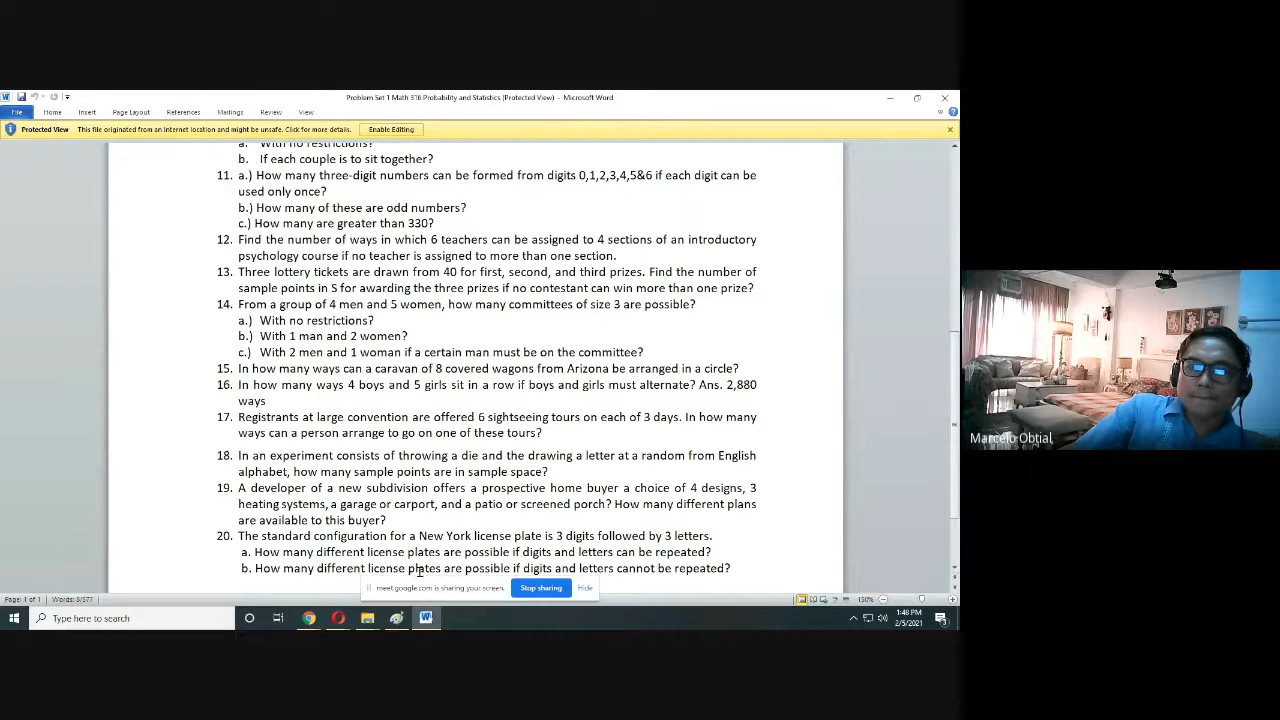 Problem Set 1 Math 316 Probability and Statistics (Protected View) - Microsoft Word
File Home Insert Page Layout References Mailings Review View
Protected View This file originated from an Internet location and might be unsafe. Click for more details. Enable Editing
a. With no restrictions?
b. If each couple is to sit together?
11. a.) How many three-digit numbers can be formed from digits 0,1,2,3,4,5&6 if each digit can be
used only once?
b.) How many of these are odd numbers?
c.) How many are greater than 330?
12. Find the number of ways in which 6 teachers can be assigned to 4 sections of an introductory
psychology course if no teacher is assigned to more than one section.
13. Three lottery tickets are drawn from 40 for first, second, and third prizes. Find the number of
sample points in S for awarding the three prizes if no contestant can win more than one prize?
14. From a group of 4 men and 5 women, how many committees of size 3 are possible?
a.) With no restrictions?
b.) With 1 man and 2 women?
c.) With 2 men and 1 woman if a certain man must be on the committee?
15. In how many ways can a caravan of 8 covered wagons from Arizona be arranged in a circle?
16. In how many ways 4 boys and 5 girls sit in a row if boys and girls must alternate? Ans. 2,880
ways
17. Registrants at large convention are offered 6 sightseeing tours on each of 3 days. In how many
ways can a person arrange to go on one of these tours?
18. In an experiment consists of throwing a die and the drawing a letter at a random from English
alphabet, how many sample points are in sample space?
19. A developer of a new subdivision offers a prospective home buyer a choice of 4 designs, 3
heating systems, a garage or carport, and a patio or screened porch? How many different plans
are available to this buyer?
20. The standard configuration for a New York license plate is 3 digits followed by 3 letters.
a. How many different license plates are possible if digits and letters can be repeated?
b. How many different license plates are possible if digits and letters cannot be repeated?
meet.google.com is sharing your screen. Stop sharing Hide
Page: 1 of 1 Words: 8/577 150%
Type here to search
1:48 PM
2/5/2021
Marcelo Obtial